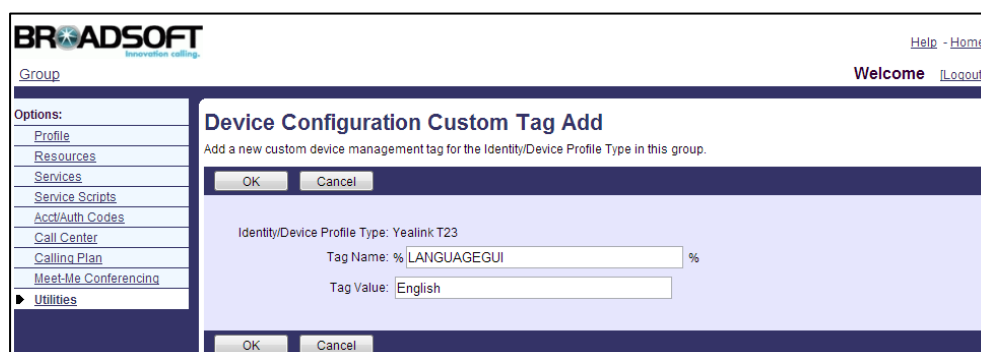 BROADSOFT
Innovation calling.
Help - Home
Group
Welcome [Logout
Options:
Profile
Resources
Services
Service Scripts
Acct/Auth Codes
Call Center
Calling Plan
Meet-Me Conferencing
Utilities
Device Configuration Custom Tag Add
Add a new custom device management tag for the Identity/Device Profile Type in this group.
OK Cancel
Identity/Device Profile Type: Yealink T23
Tag Name: % LANGUAGEGUI %
Tag Value: English
OK Cancel